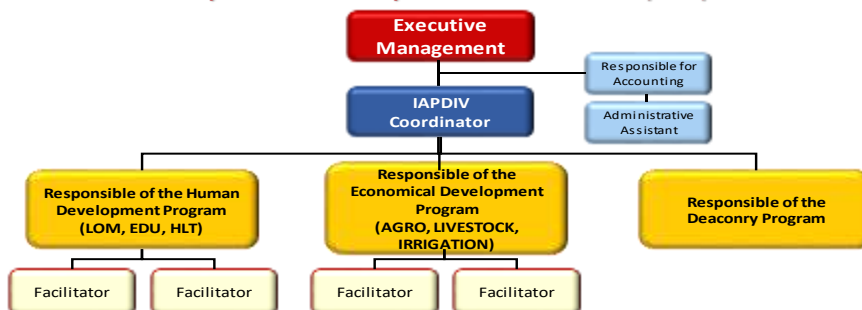 Executive
Management
Responsible for
Accounting
IAPDIV
Coordinator
Administrative
Assistant
Responsible of the Human
Development Program
(LOM, EDU, HLT)
Responsible of the
Economical Development
Program
(AGRO, LIVESTOCK,
IRRIGATION)
Responsible of the
Deaconry Program
Facilitator
Facilitator
Facilitator
Facilitator